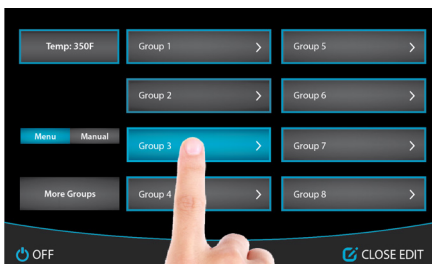 Temp: 350F
Group 1
Group 5
Group 2
Group 6
Menu
Manual
Group 3
Group 7
More Groups
Group 4
Group 8
OFF
CLOSE EDIT